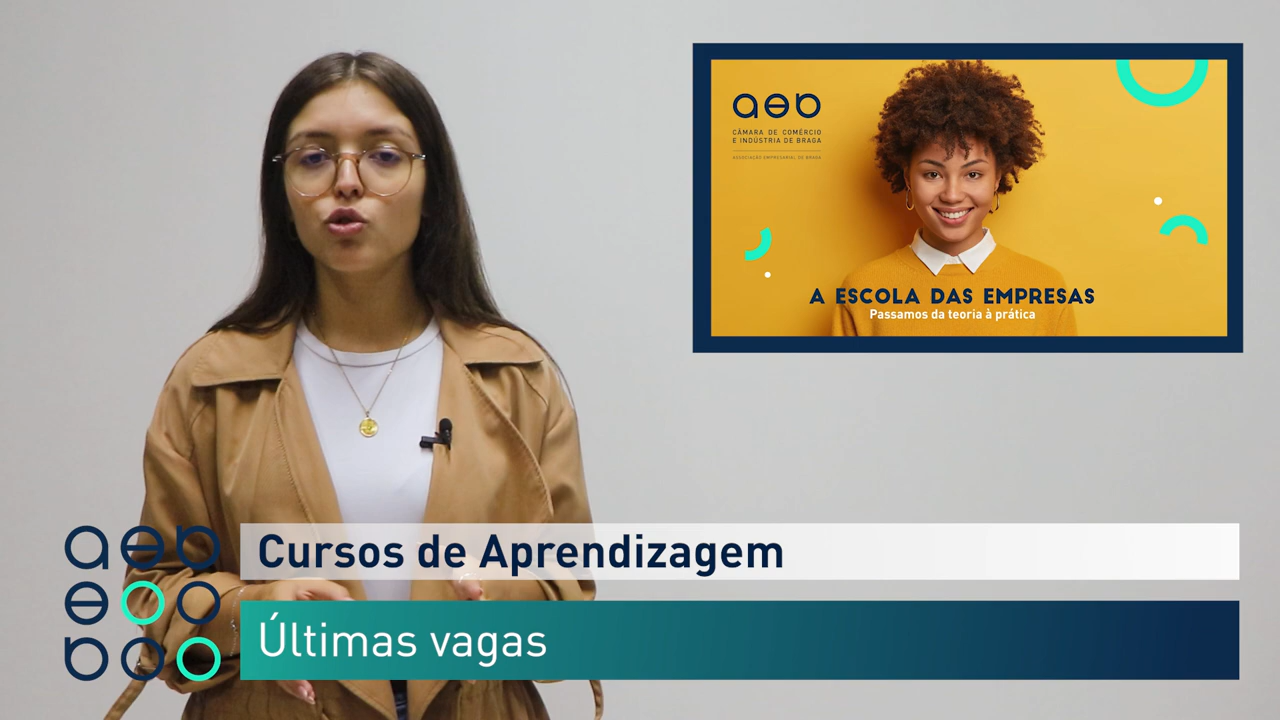 aeb
CÂMARA DE COMÉRCIO
E INDÚSTRIA DE BRAGA
ASSOCIAÇÃO EMPRESARIAL DE BRAGA
A ESCOLA DAS EMPRESAS
Passamos da teoria à prática
aeb
Cursos de Aprendizagem
Últimas vagas